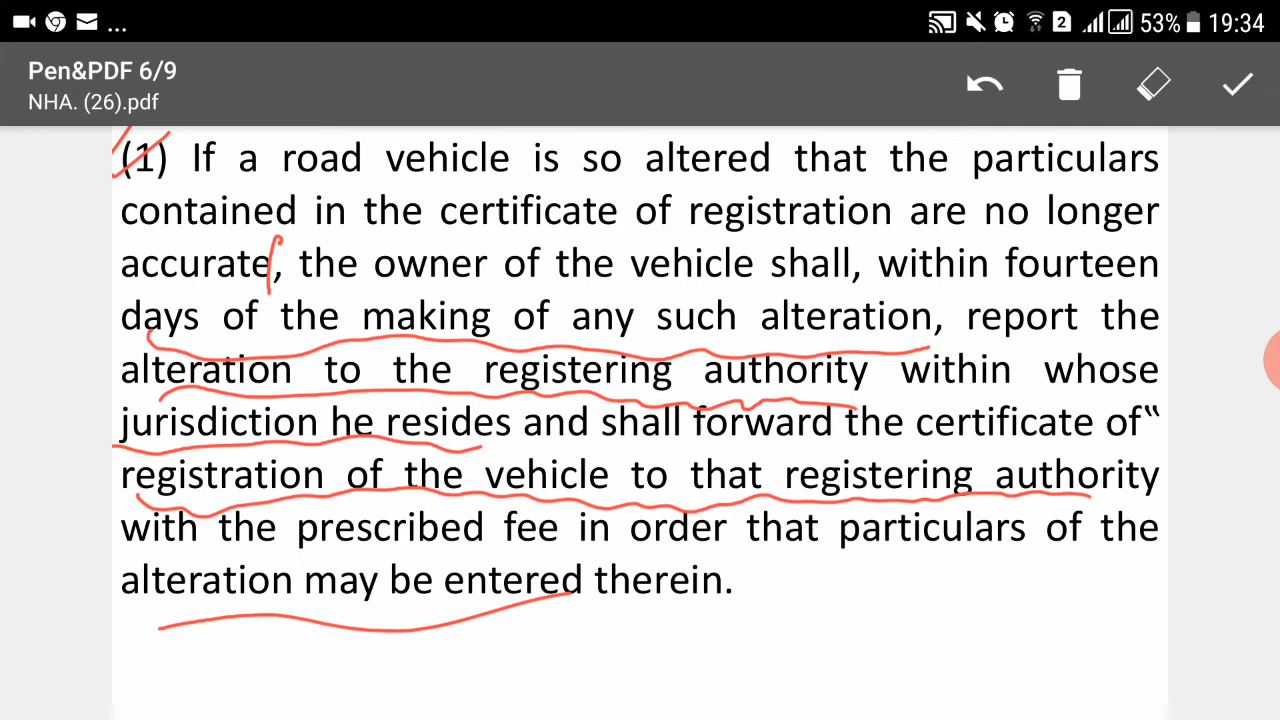 ... 2 53% 19:34
Pen&PDF 6/9
NHA. (26).pdf
(1) If a road vehicle is so altered that the particulars
contained in the certificate of registration are no longer
accurate, the owner of the vehicle shall, within fourteen
days of the making of any such alteration, report the
alteration to the registering authority within whose
jurisdiction he resides and shall forward the certificate of‟
registration of the vehicle to that registering authority
with the prescribed fee in order that particulars of the
alteration may be entered therein.